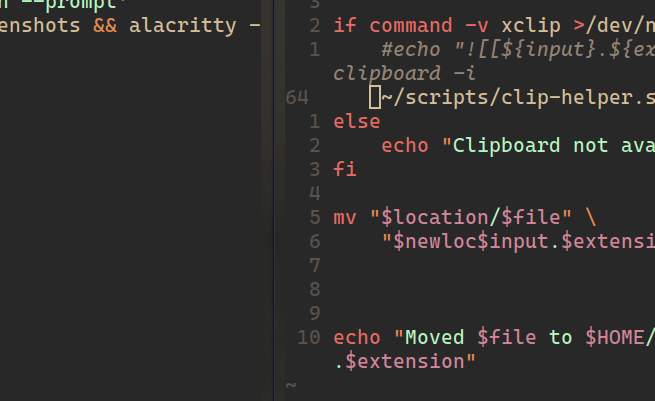 n --prompt"
enshots && alacritty -
3
2 if command -v xclip >/dev/n
1 #echo "![[${input}.${ex
clipboard -i
64 ~/scripts/clip-helper.s
1 else
2 echo "Clipboard not ava
3 fi
4
5 mv "$location/$file" \
6 "$newloc$input.$extensi
7
8
9
10 echo "Moved $file to $HOME/
.$extension"
~